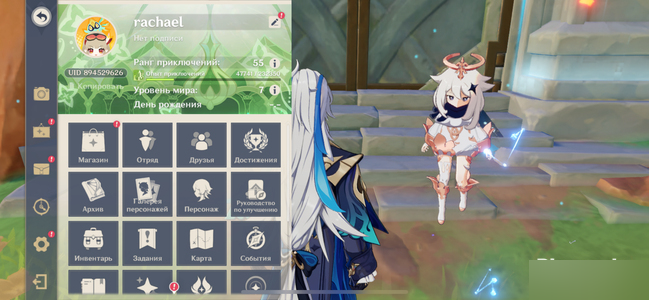 rachael
Нет подписи
Ранг приключений: 55
Опыт приключений
UID 894529626
Копировать
Уровень мира: 7
День рождения --
Магазин
Отряд
Друзья
Достижения
Архив
Галерея персонажей
Персонаж
Руководство по улучшению
Инвентарь
Задания
Карта
События